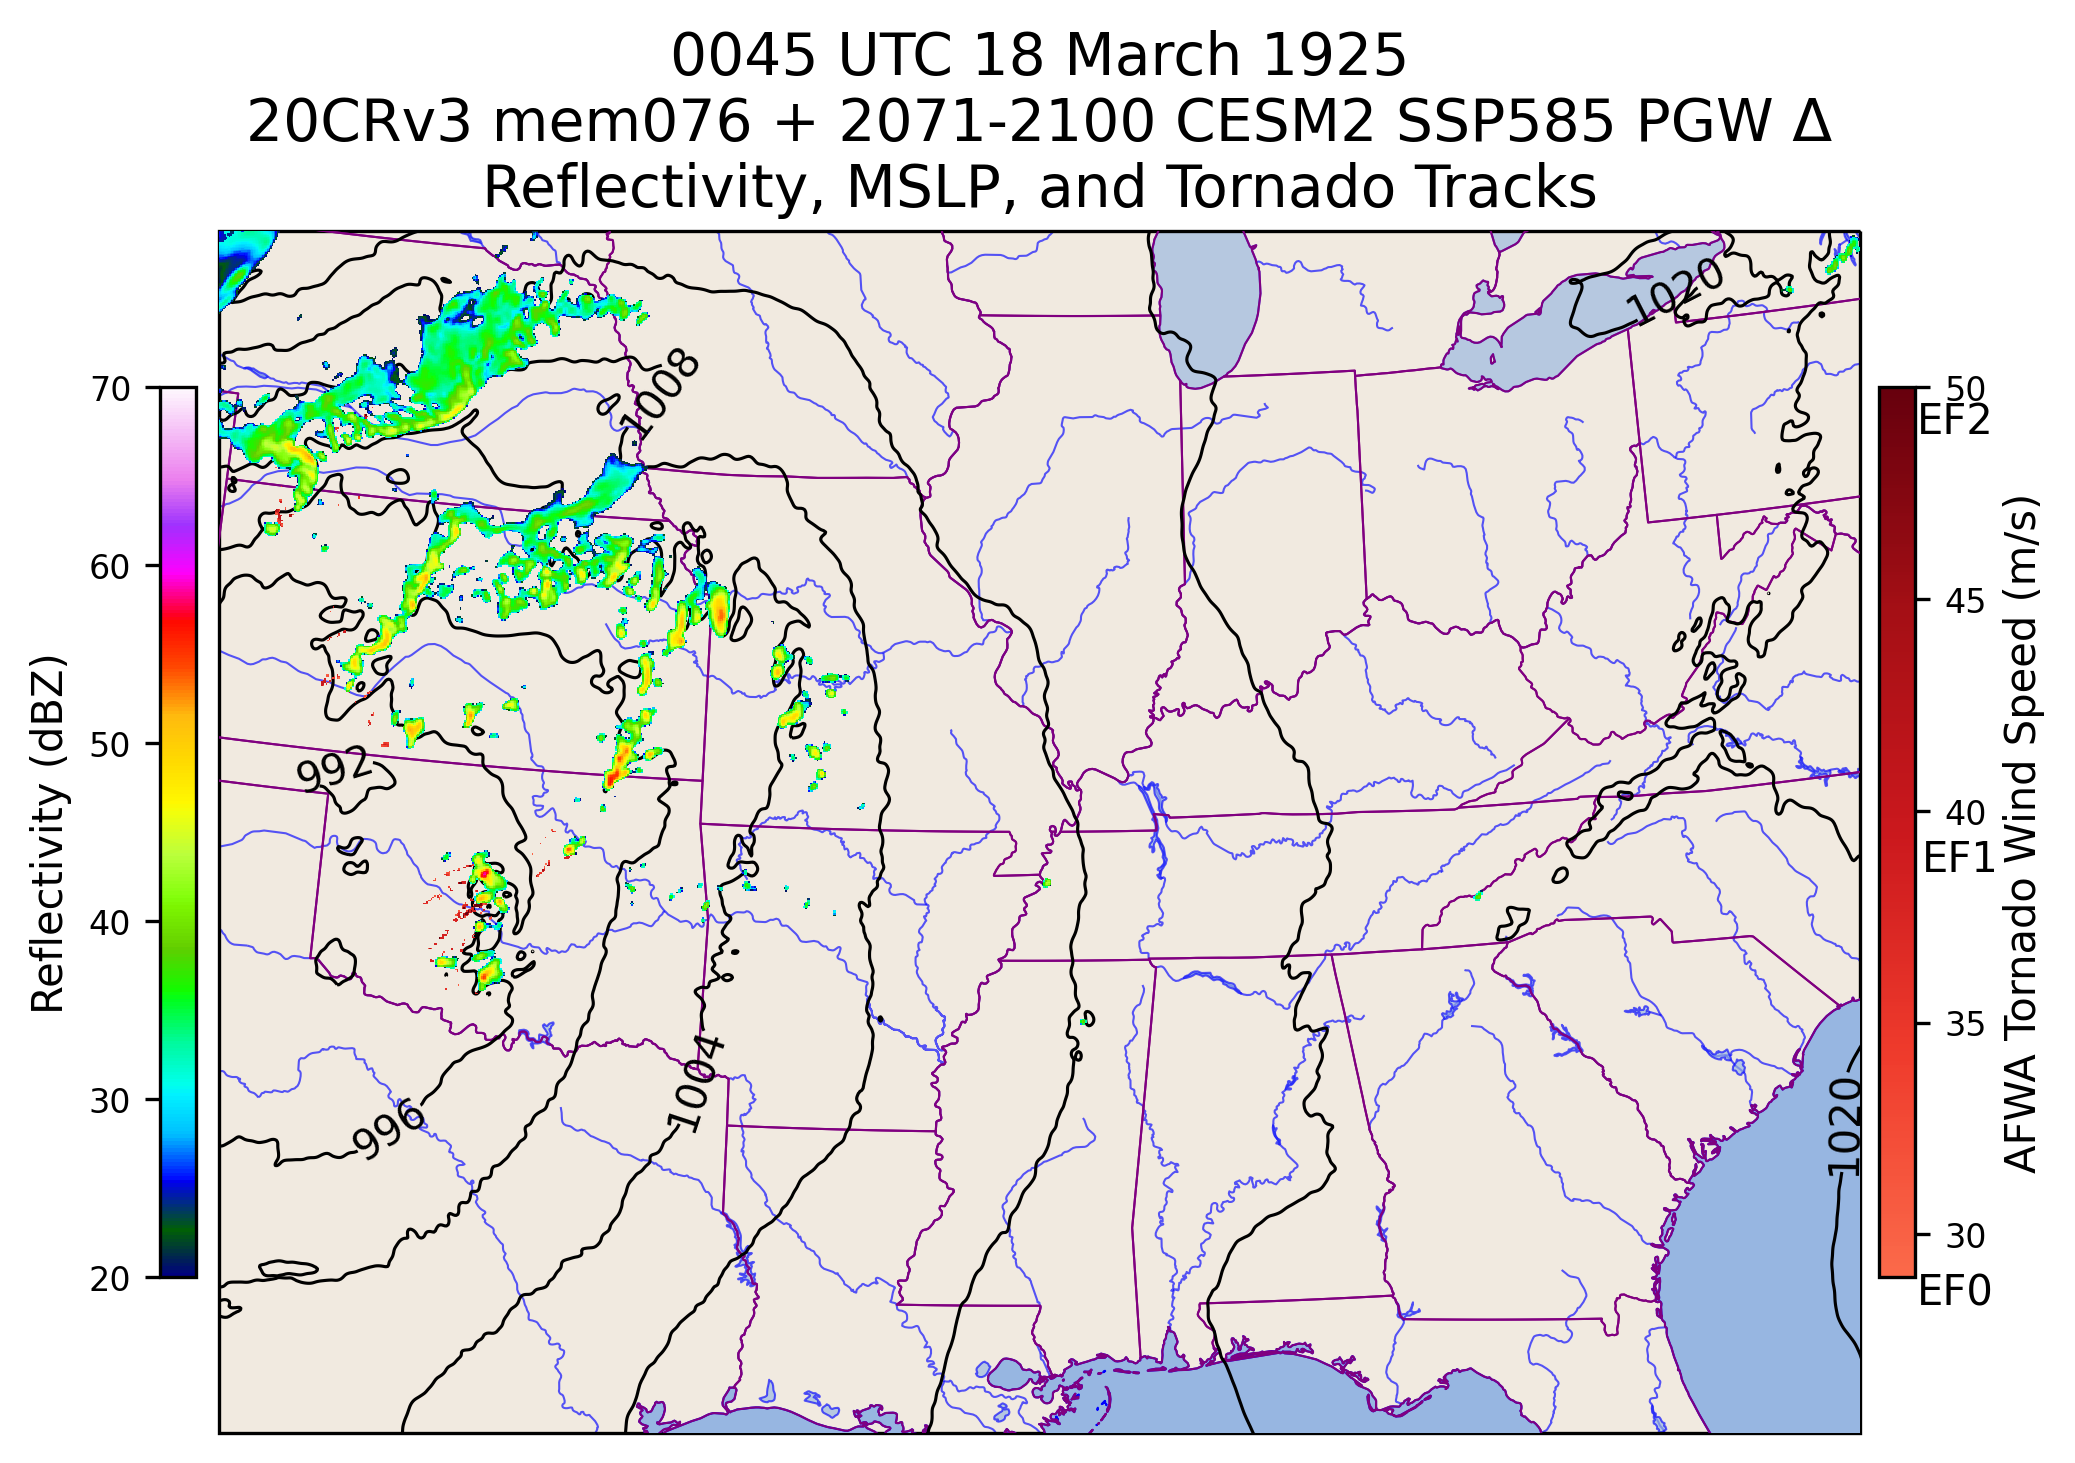 0045 UTC 18 March 1925
20CRv3 mem076 + 2071-2100 CESM2 SSP585 PGW Δ
Reflectivity, MSLP, and Tornado Tracks
1020
1008
992
996
1004
1020
70
60
50
40
30
20
Reflectivity (dBZ)
50
EF2
45
40
EF1
35
30
EF0
AFWA Tornado Wind Speed (m/s)